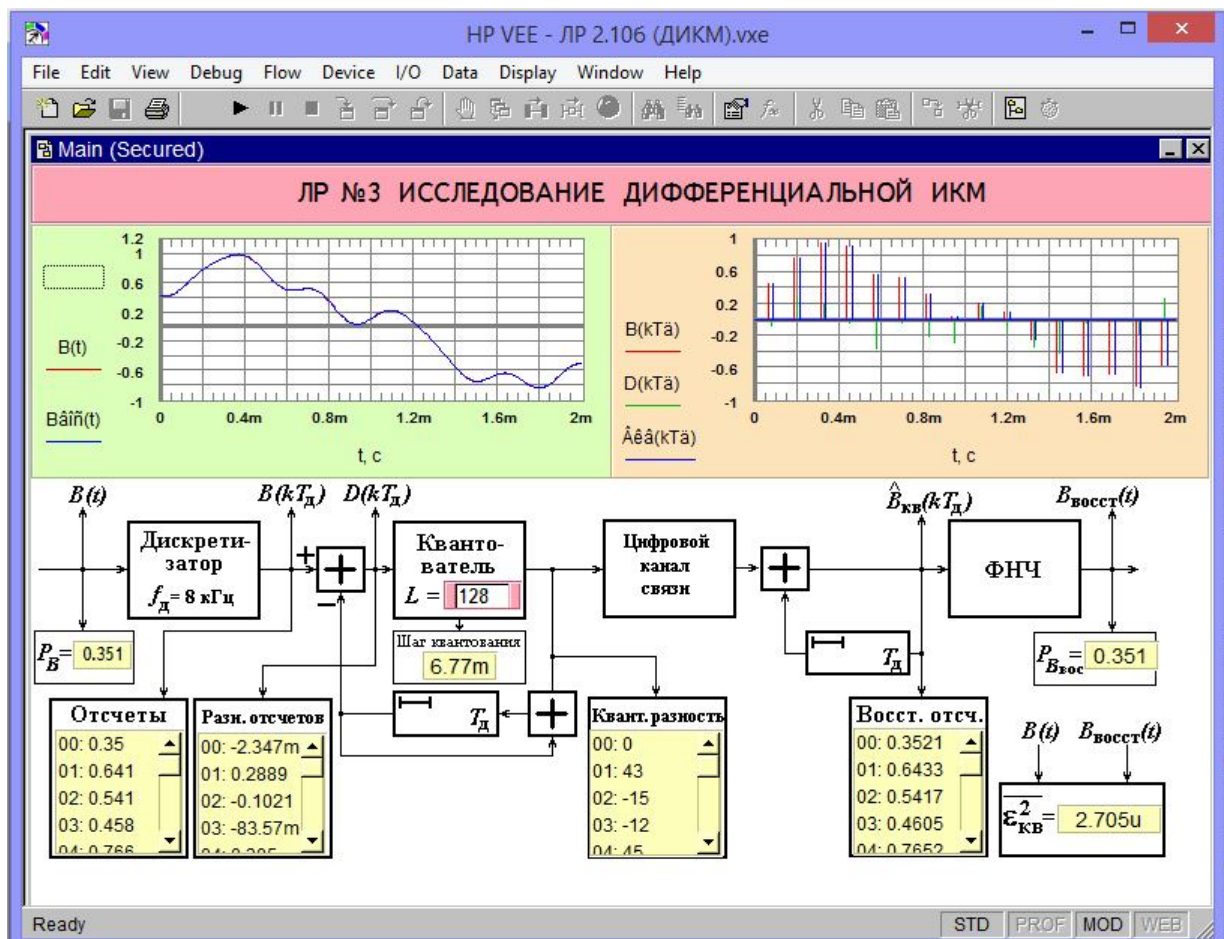 HP VEE - ЛР 2.106 (ДИКМ).vxe
File Edit View Debug Flow Device I/O Data Display Window Help
Main (Secured)
ЛР №3 ИССЛЕДОВАНИЕ ДИФФЕРЕНЦИАЛЬНОЙ ИКМ
1.2
1
0.6
0.2
-0.2
-0.6
-1
B(t)
Bâîñ(t)
0 0.4m 0.8m 1.2m 1.6m 2m
t, c
1
0.6
0.2
-0.2
-0.6
-1
B(kTä)
D(kTä)
Âêâ(kTä)
0 0.4m 0.8m 1.2m 1.6m 2m
t, c
B(t) B(kTд) D(kTд) B̂кв(kTд) Bвосст(t)
Дискрети-
затор
fд= 8 кГц
+
+
−
Кванто-
ватель
L = 128
Цифровой
канал
связи
+
ФНЧ
PB= 0.351
Шаг квантования
6.77m
Tд
+
Tд
PBвос= 0.351
Отсчеты
00: 0.35
01: 0.641
02: 0.541
03: 0.458
04: 0.766
Разн. отсчетов
00: -2.347m
01: 0.2889
02: -0.1021
03: -83.57m
Квант. разность
00: 0
01: 43
02: -15
03: -12
04: 45
Восст. отсч.
00: 0.3521
01: 0.6433
02: 0.5417
03: 0.4605
04: 0.7652
B(t) Bвосст(t)
ε²кв= 2.705u
Ready
STD PROF MOD WEB